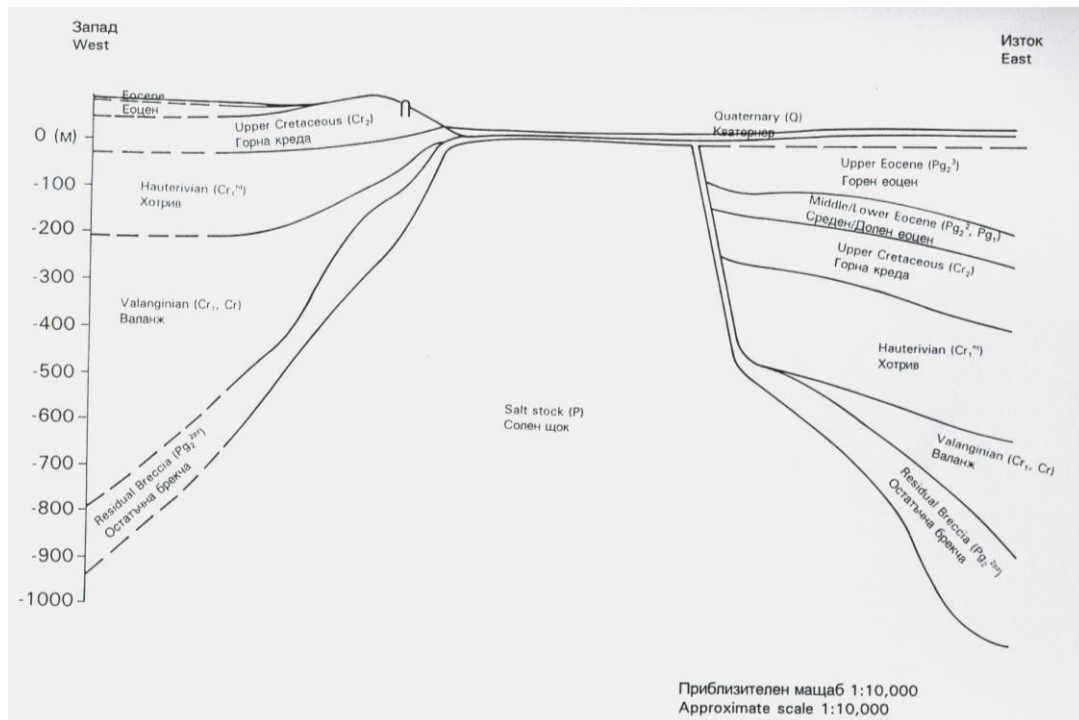 Запад
West
Изток
East
Eocene
Еоцен
Upper Cretaceous (Cr₂)
Горна креда
Quaternary (Q)
Кватернер
0 (М)
-100
-200
-300
-400
-500
-600
-700
-800
-900
-1000
Hauterivian (Cr₁ʰᵗ)
Хотрив
Valanginian (Cr₁, Cr)
Валанж
Residual Breccia (Pg₂²ᵖʳ)
Остатъчна брекча
Salt stock (P)
Солен щок
Upper Eocene (Pg₂³)
Горен еоцен
Middle/Lower Eocene (Pg₂², Pg₁)
Среден/Долен еоцен
Upper Cretaceous (Cr₂)
Горна креда
Hauterivian (Cr₁ʰᵗ)
Хотрив
Valanginian (Cr₁, Cr)
Валанж
Residual Breccia (Pg₂²ᵖʳ)
Остатъчна брекча
Приблизителен мащаб 1:10,000
Approximate scale 1:10,000